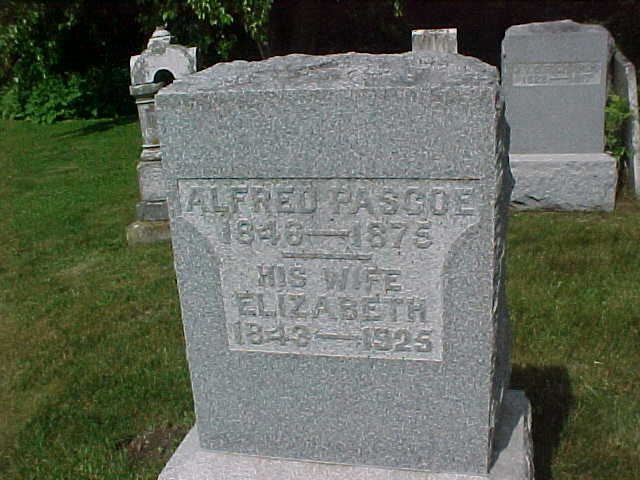 ALFRED PASCOE
1848—1875
HIS WIFE
ELIZABETH
1843—1925